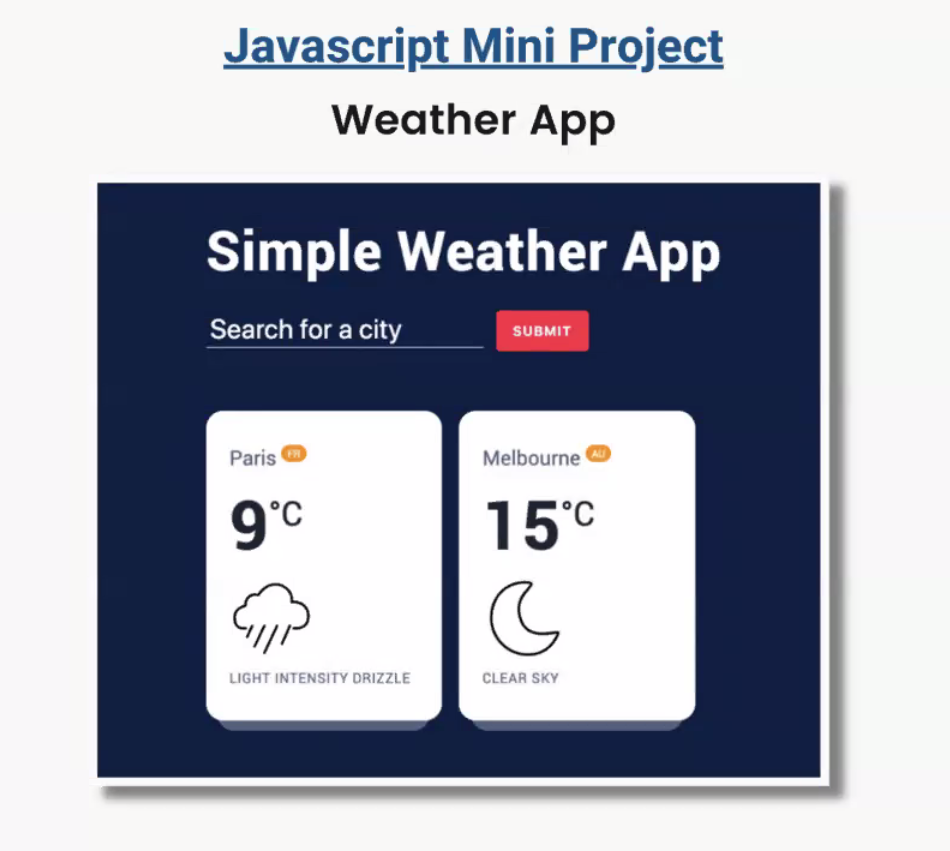 Javascript Mini Project
Weather App
Simple Weather App
Search for a city
SUBMIT
Paris FR
9°C
LIGHT INTENSITY DRIZZLE
Melbourne AU
15°C
CLEAR SKY